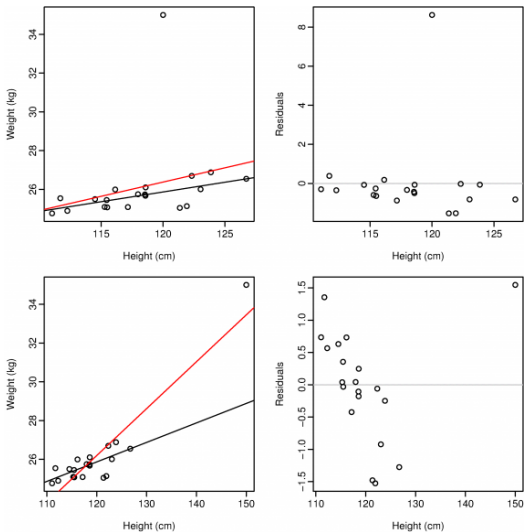 34
32
30
28
26
Weight (kg)
115 120 125
Height (cm)
8
6
4
2
0
Residuals
115 120 125
Height (cm)
34
32
30
28
26
Weight (kg)
110 120 130 140 150
Height (cm)
1.5
1.0
0.5
0.0
-0.5
-1.0
-1.5
Residuals
110 120 130 140 150
Height (cm)